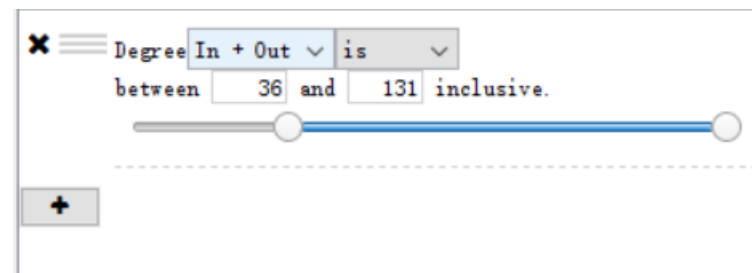 Degree In + Out is
between 36 and 131 inclusive.